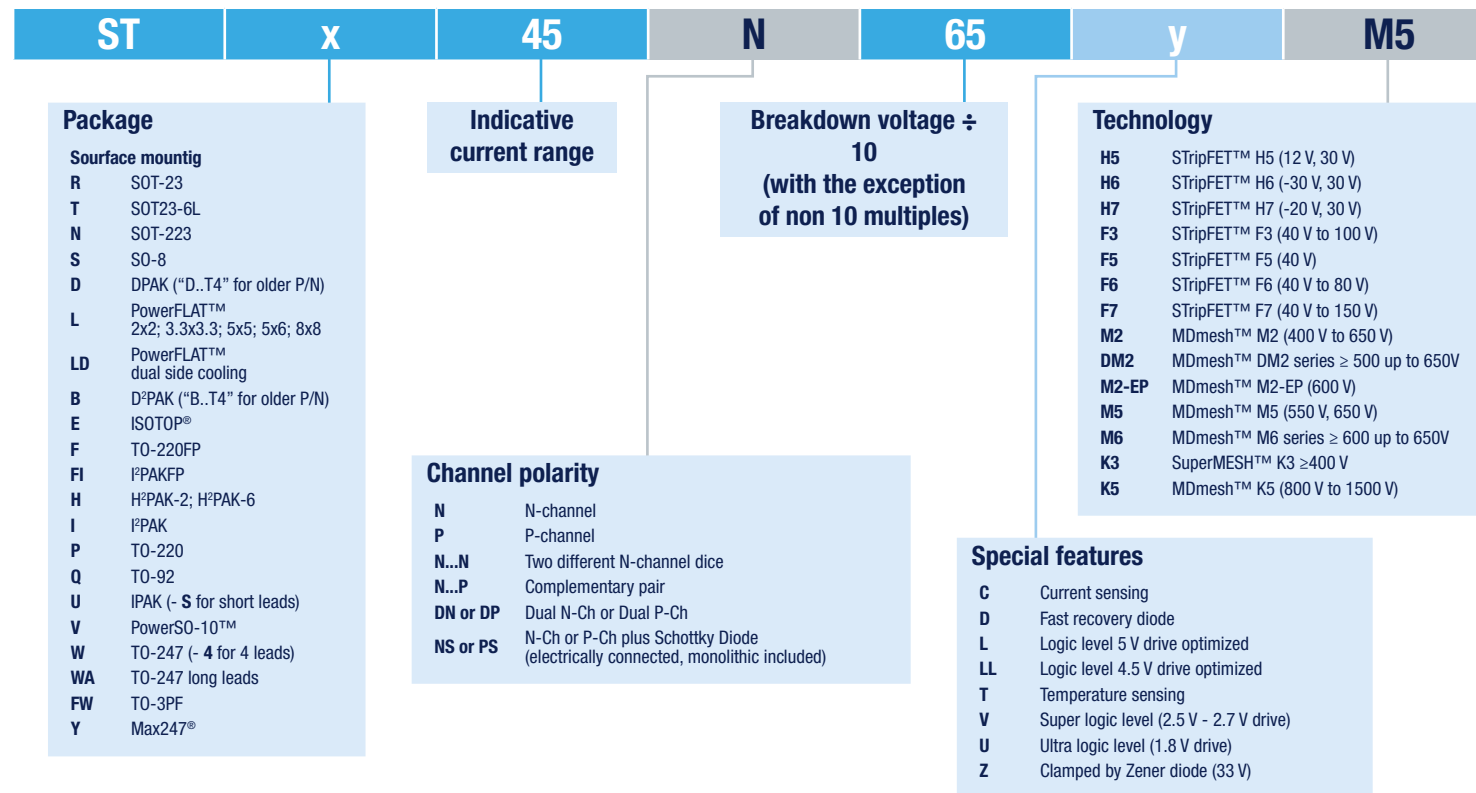 ST x 45 N 65 y M5
Package
Sourface mountig
R SOT-23
T SOT23-6L
N SOT-223
S SO-8
D DPAK (“D..T4” for older P/N)
L PowerFLAT™
2x2; 3.3x3.3; 5x5; 5x6; 8x8
LD PowerFLAT™
dual side cooling
B D²PAK (“B..T4” for older P/N)
E ISOTOP®
F TO-220FP
FI I²PAKFP
H H²PAK-2; H²PAK-6
I I²PAK
P TO-220
Q TO-92
U IPAK (- S for short leads)
V PowerSO-10™
W TO-247 (- 4 for 4 leads)
WA TO-247 long leads
FW TO-3PF
Y Max247®
Indicative
current range
Channel polarity
N N-channel
P P-channel
N...N Two different N-channel dice
N...P Complementary pair
DN or DP Dual N-Ch or Dual P-Ch
NS or PS N-Ch or P-Ch plus Schottky Diode
(electrically connected, monolithic included)
Breakdown voltage ÷
10
(with the exception
of non 10 multiples)
Technology
H5 STripFET™ H5 (12 V, 30 V)
H6 STripFET™ H6 (-30 V, 30 V)
H7 STripFET™ H7 (-20 V, 30 V)
F3 STripFET™ F3 (40 V to 100 V)
F5 STripFET™ F5 (40 V)
F6 STripFET™ F6 (40 V to 80 V)
F7 STripFET™ F7 (40 V to 150 V)
M2 MDmesh™ M2 (400 V to 650 V)
DM2 MDmesh™ DM2 series ≥ 500 up to 650V
M2-EP MDmesh™ M2-EP (600 V)
M5 MDmesh™ M5 (550 V, 650 V)
M6 MDmesh™ M6 series ≥ 600 up to 650V
K3 SuperMESH™ K3 ≥400 V
K5 MDmesh™ K5 (800 V to 1500 V)
Special features
C Current sensing
D Fast recovery diode
L Logic level 5 V drive optimized
LL Logic level 4.5 V drive optimized
T Temperature sensing
V Super logic level (2.5 V - 2.7 V drive)
U Ultra logic level (1.8 V drive)
Z Clamped by Zener diode (33 V)